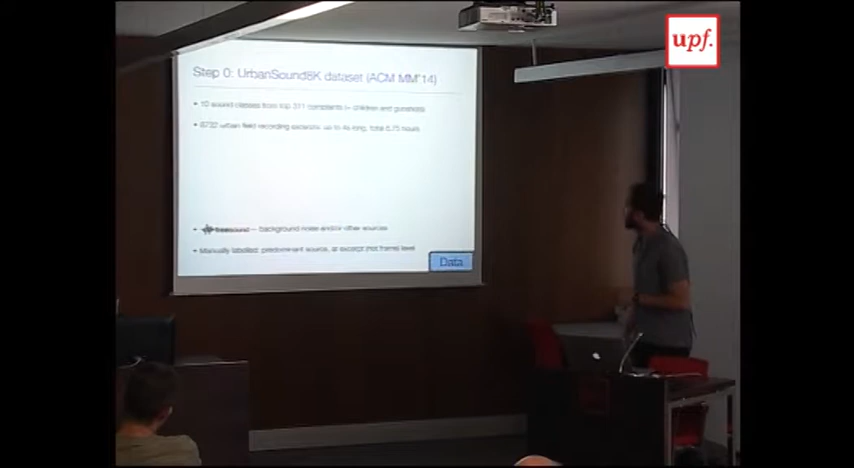 upf.
Step 0: UrbanSound8K dataset (ACM MM'14)
• 10 sound classes from top 311 complaints (+ children and gunshots)
• 8732 urban field recording excerpts, up to 4s long, total 8.75 hours
• freesound — background noise and/or other sources
• Manually labelled: predominant source, at excerpt (not frame) level
Data